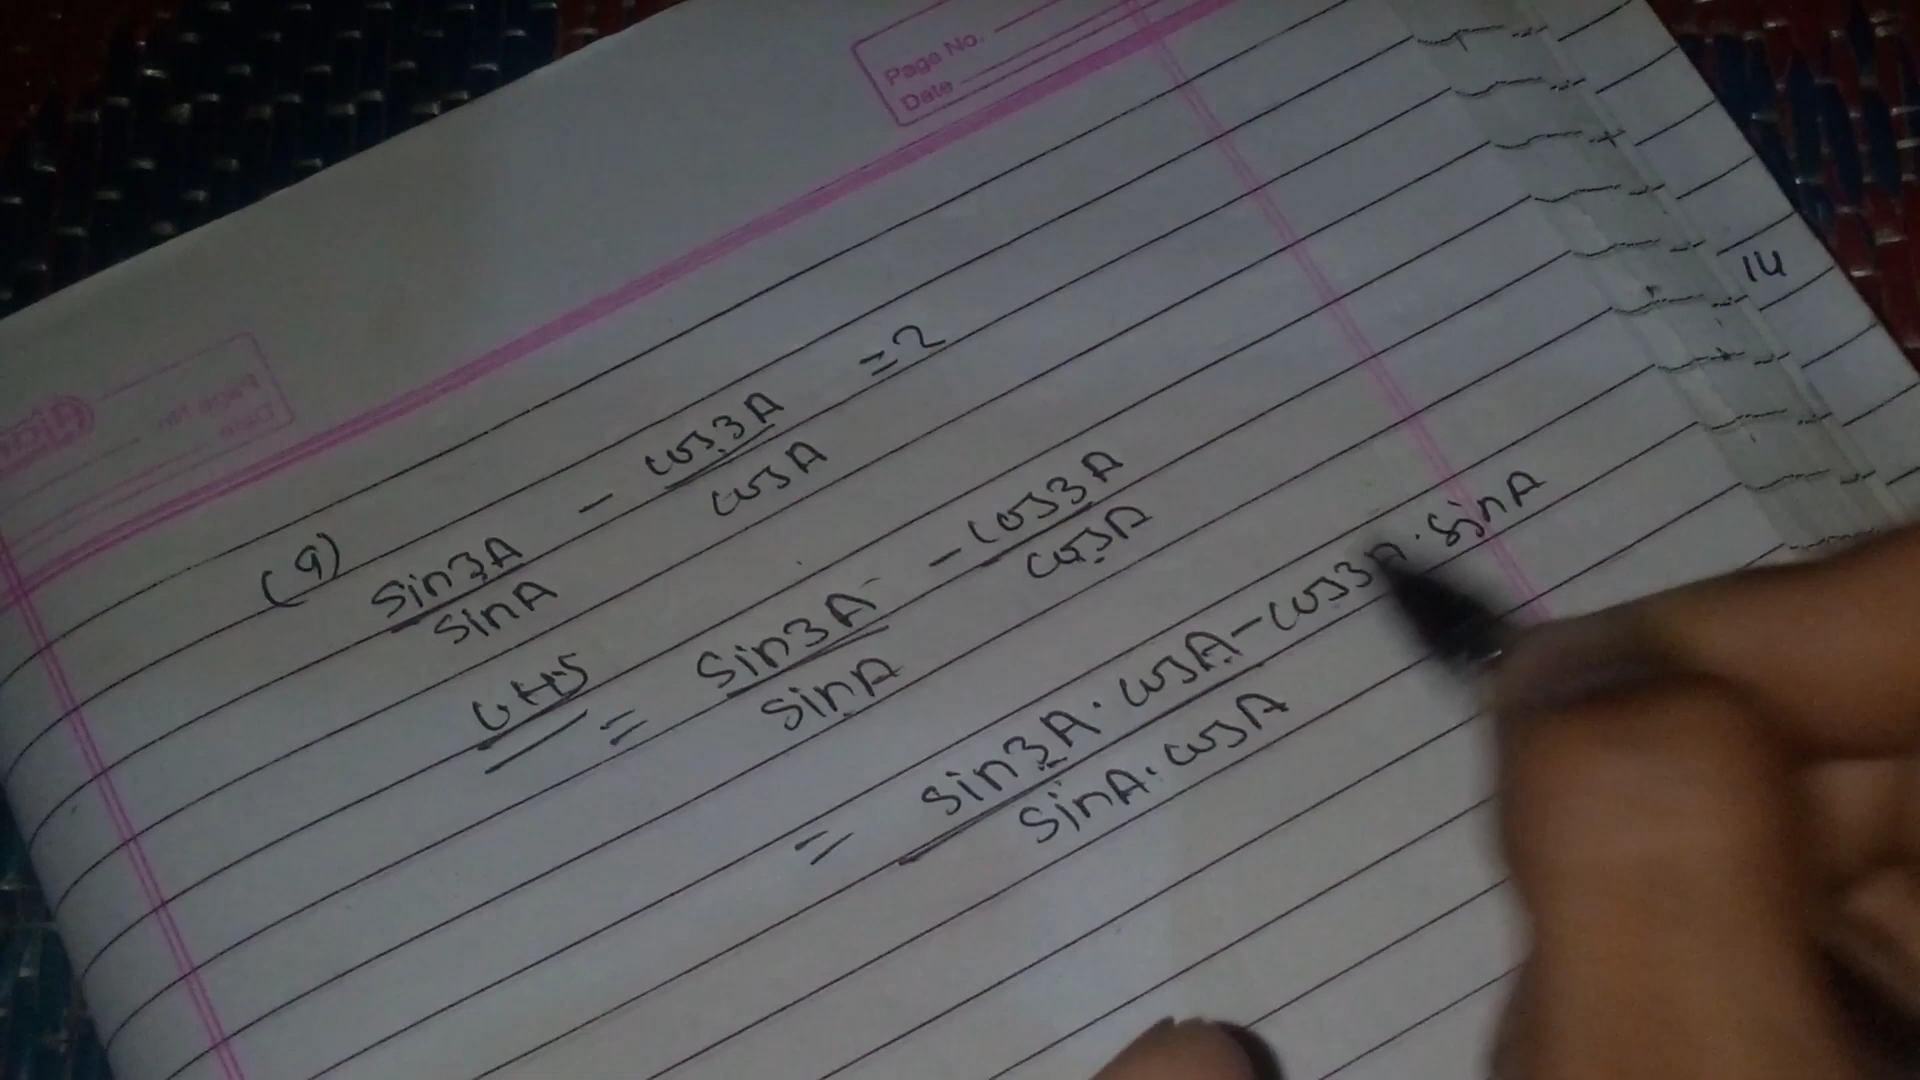 Page No.
Date
14
(9)
sin3A/sinA - cos3A/cosA = 2
LHS
= sin3A/sinA - cos3A/cosA
= sin3A·cosA-cos3A·sinA/sinA·cosA